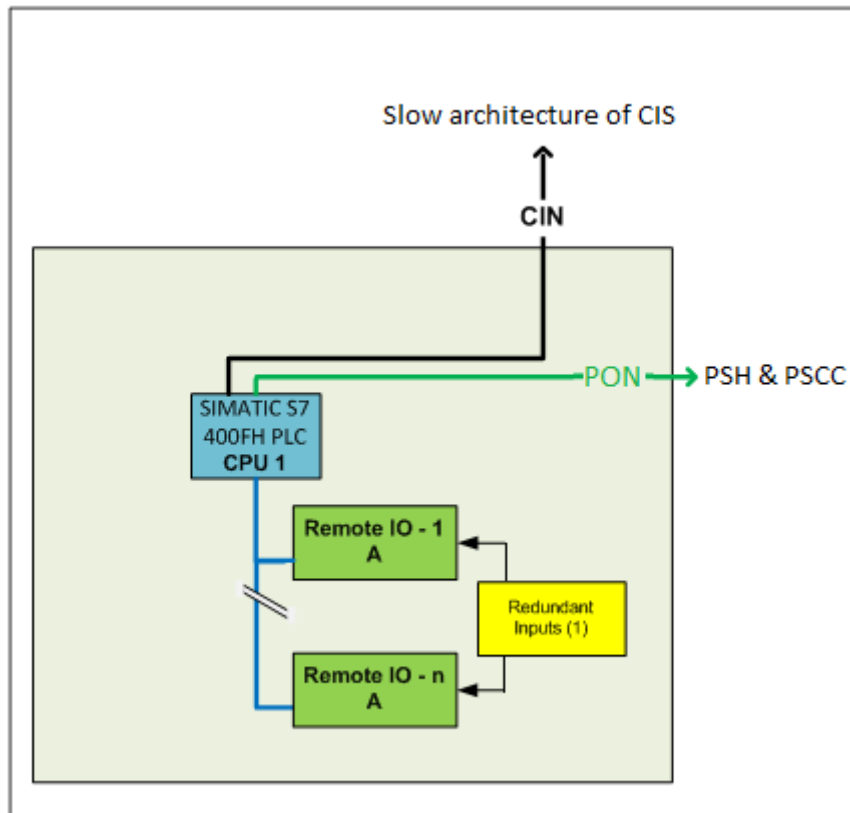 Slow architecture of CIS
CIN
PON
PSH & PSCC
SIMATIC S7
400FH PLC
CPU 1
Remote IO - 1
A
Redundant
Inputs (1)
Remote IO - n
A